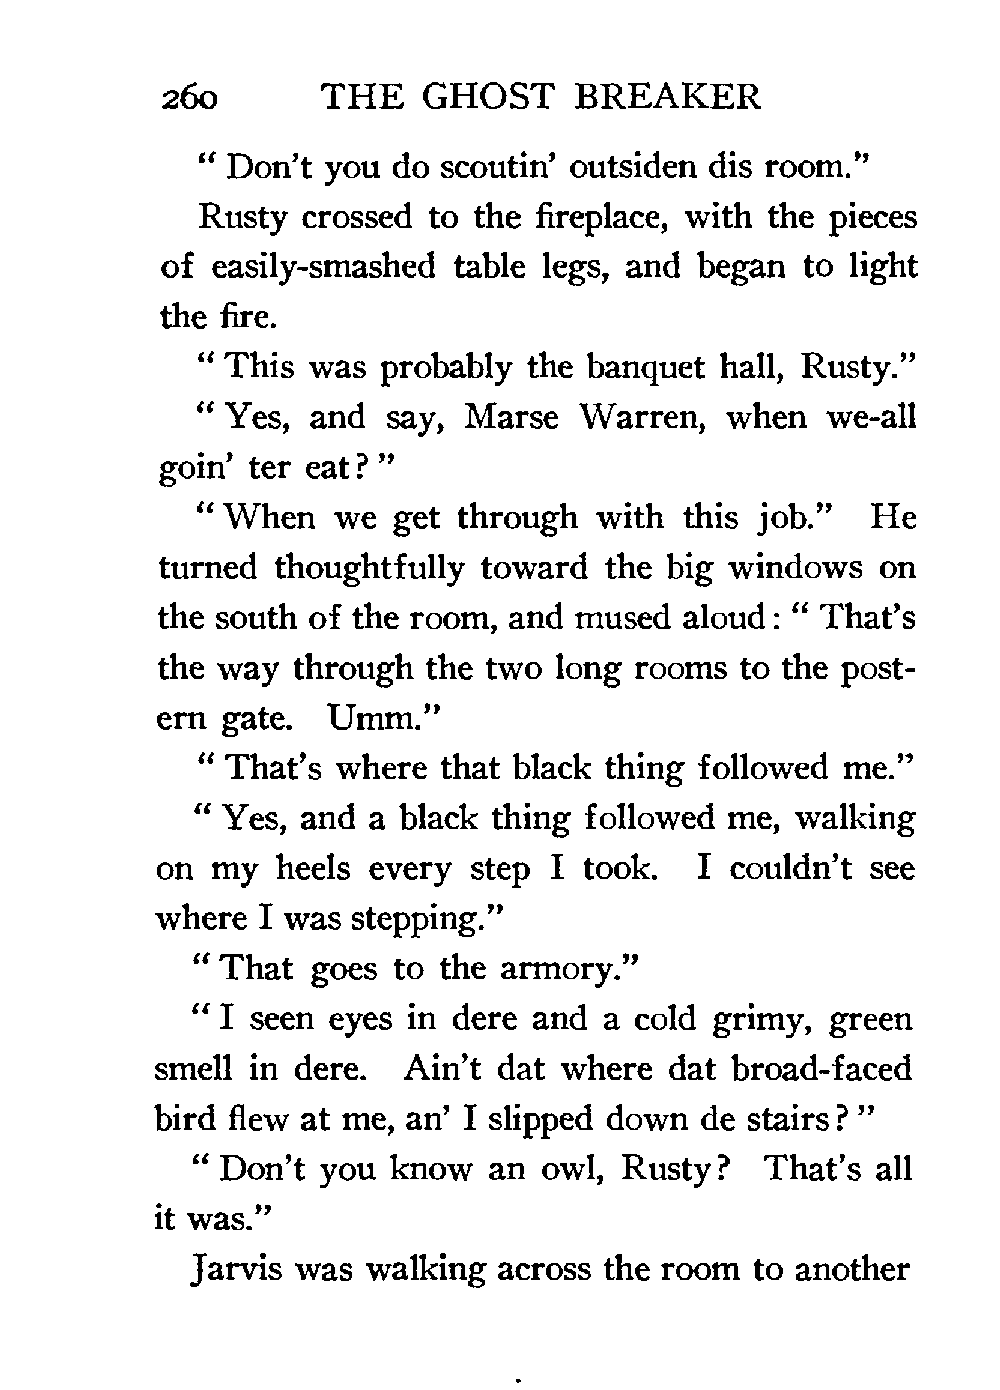 260 THE GHOST BREAKER
“ Don’t you do scoutin’ outsiden dis room.”
Rusty crossed to the fireplace, with the pieces
of easily-smashed table legs, and began to light
the fire.
“ This was probably the banquet hall, Rusty.”
“ Yes, and say, Marse Warren, when we-all
goin’ ter eat? ”
“ When we get through with this job.” He
turned thoughtfully toward the big windows on
the south of the room, and mused aloud: “ That’s
the way through the two long rooms to the post-
ern gate. Umm.”
“ That’s where that black thing followed me.”
“ Yes, and a black thing followed me, walking
on my heels every step I took. I couldn’t see
where I was stepping.”
“ That goes to the armory.”
“ I seen eyes in dere and a cold grimy, green
smell in dere. Ain’t dat where dat broad-faced
bird flew at me, an’ I slipped down de stairs? ”
“ Don’t you know an owl, Rusty? That’s all
it was.”
Jarvis was walking across the room to another